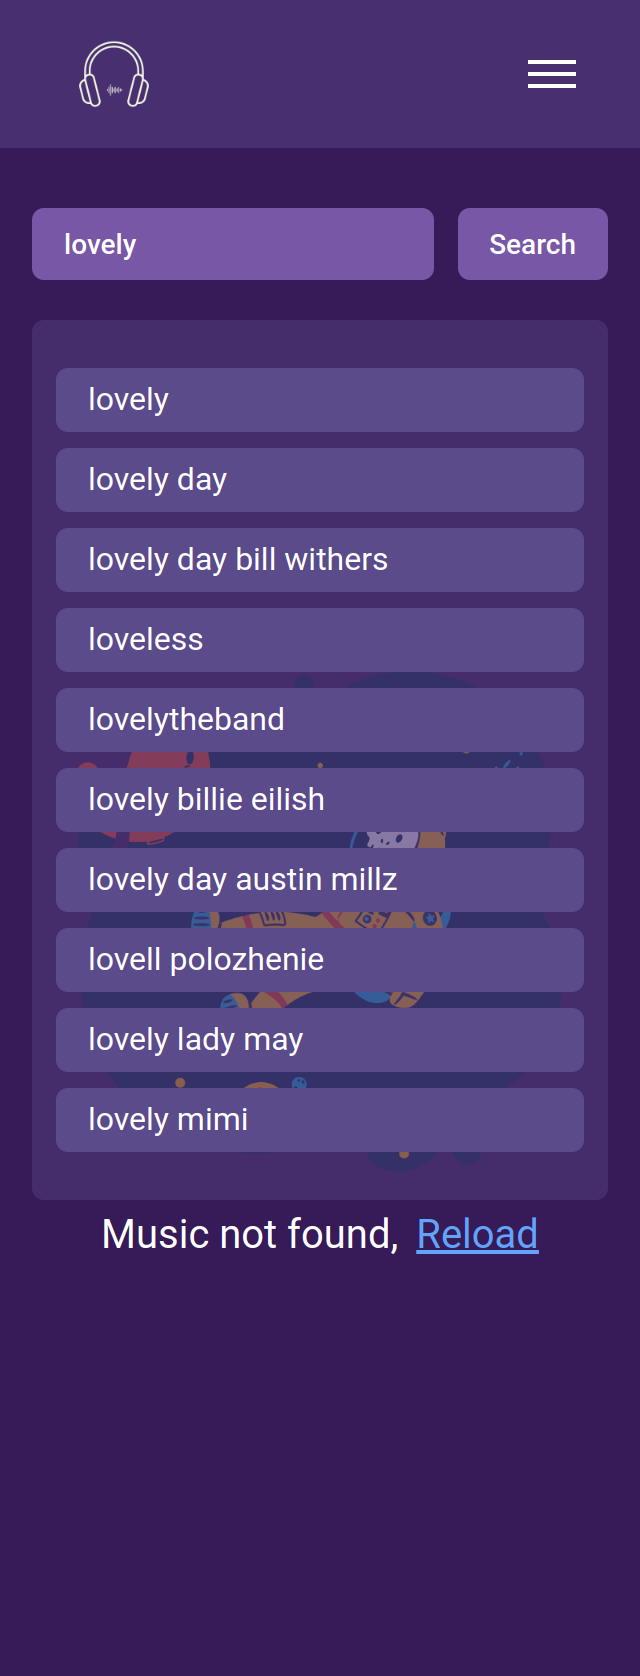 lovely
Search
lovely
lovely day
lovely day bill withers
loveless
lovelytheband
lovely billie eilish
lovely day austin millz
lovell polozhenie
lovely lady may
lovely mimi
Music not found, Reload